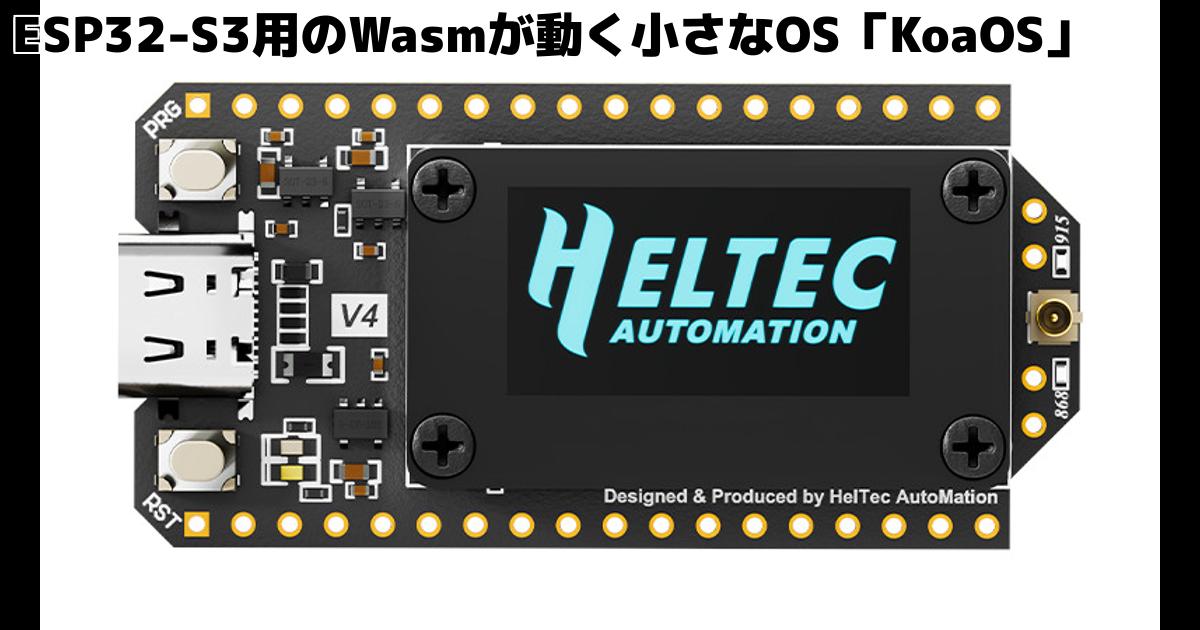 ESP32-S3用のWasmが動く小さなOS「KoaOS」
PRG
915
HELTEC
V4
AUTOMATION
868
RST
Designed & Produced by HelTec AutoMation